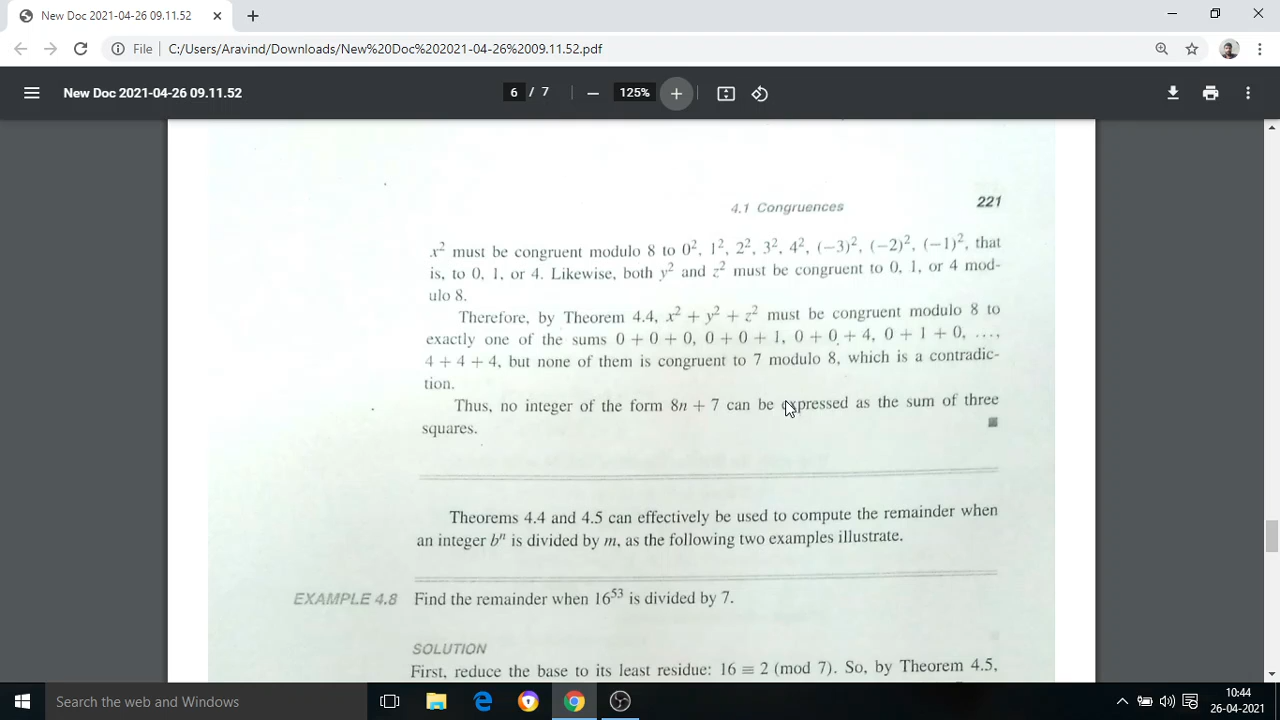 New Doc 2021-04-26 09.11.52
File C:/Users/Aravind/Downloads/New%20Doc%202021-04-26%2009.11.52.pdf
New Doc 2021-04-26 09.11.52 6 / 7 125%
4.1 Congruences 221
x² must be congruent modulo 8 to 0², 1², 2², 3², 4², (−3)², (−2)², (−1)², that
is, to 0, 1, or 4. Likewise, both y² and z² must be congruent to 0, 1, or 4 mod-
ulo 8.
Therefore, by Theorem 4.4, x² + y² + z² must be congruent modulo 8 to
exactly one of the sums 0 + 0 + 0, 0 + 0 + 1, 0 + 0 + 4, 0 + 1 + 0, …,
4 + 4 + 4, but none of them is congruent to 7 modulo 8, which is a contradic-
tion.
Thus, no integer of the form 8n + 7 can be expressed as the sum of three
squares.
Theorems 4.4 and 4.5 can effectively be used to compute the remainder when
an integer bⁿ is divided by m, as the following two examples illustrate.
EXAMPLE 4.8 Find the remainder when 16⁵³ is divided by 7.
SOLUTION
First, reduce the base to its least residue: 16 ≡ 2 (mod 7). So, by Theorem 4.5,
Search the web and Windows
10:44
26-04-2021